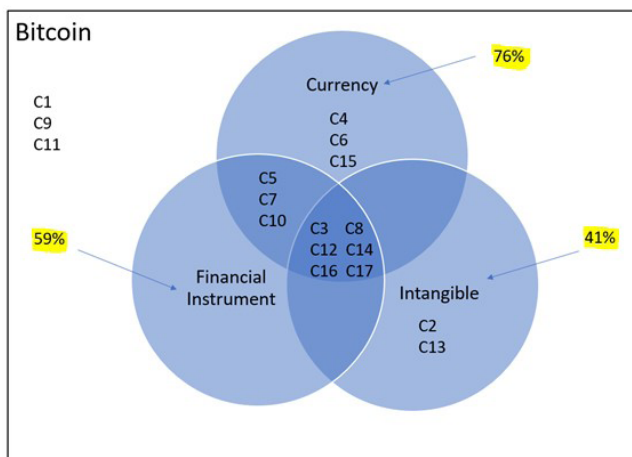 Bitcoin
76%
Currency
C1
C9
C11
C4
C6
C15
C5
C7
C10
C3 C8
C12 C14
C16 C17
59%
41%
Financial
Instrument
Intangible
C2
C13